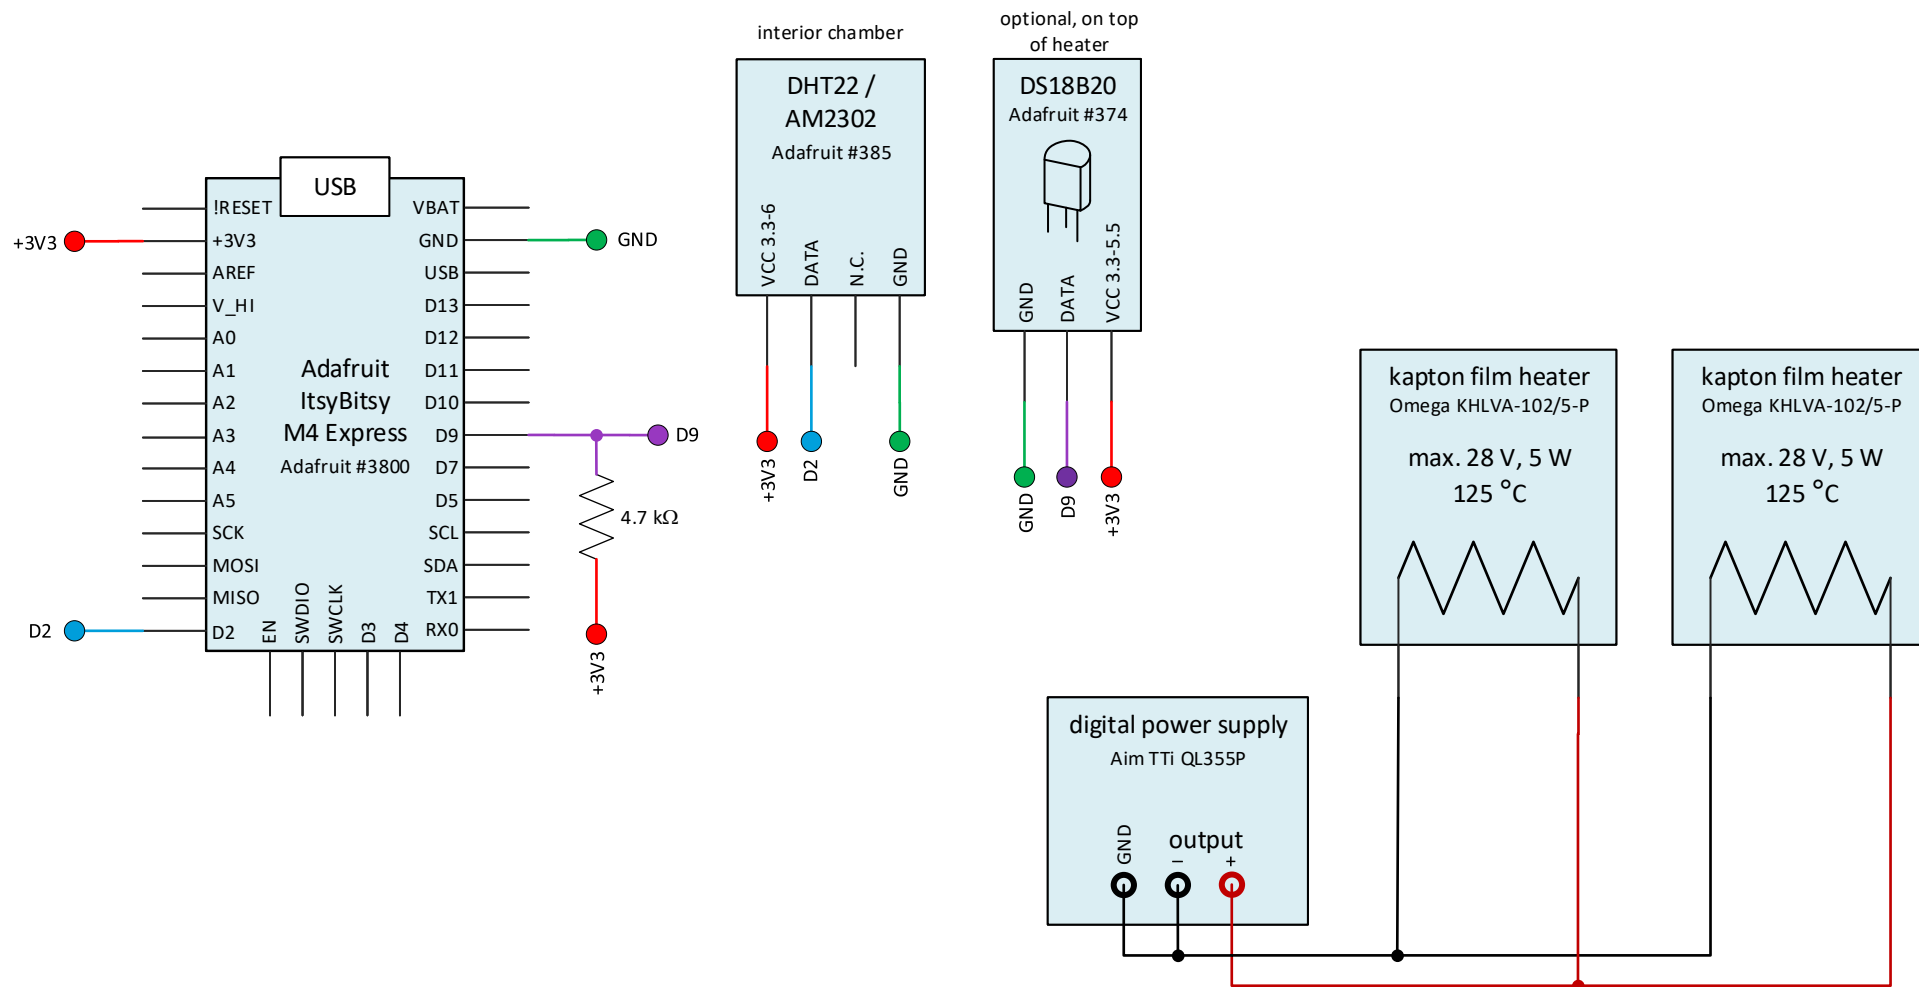 interior chamber
optional, on top
of heater
DHT22 /
AM2302
Adafruit #385
VCC 3.3-6
DATA
N.C.
GND
+3V3
D2
GND
DS18B20
Adafruit #374
GND
DATA
VCC 3.3-5.5
GND
D9
+3V3
USB
!RESET
+3V3
AREF
V_HI
A0
A1
A2
A3
A4
A5
SCK
MOSI
MISO
D2
EN
SWDIO
SWCLK
D3
D4
VBAT
GND
USB
D13
D12
D11
D10
D9
D7
D5
SCL
SDA
TX1
RX0
Adafruit
ItsyBitsy
M4 Express
Adafruit #3800
+3V3
D2
GND
D9
4.7 kΩ
+3V3
kapton film heater
Omega KHLVA-102/5-P
max. 28 V, 5 W
125 °C
kapton film heater
Omega KHLVA-102/5-P
max. 28 V, 5 W
125 °C
digital power supply
Aim TTi QL355P
output
GND
–
+